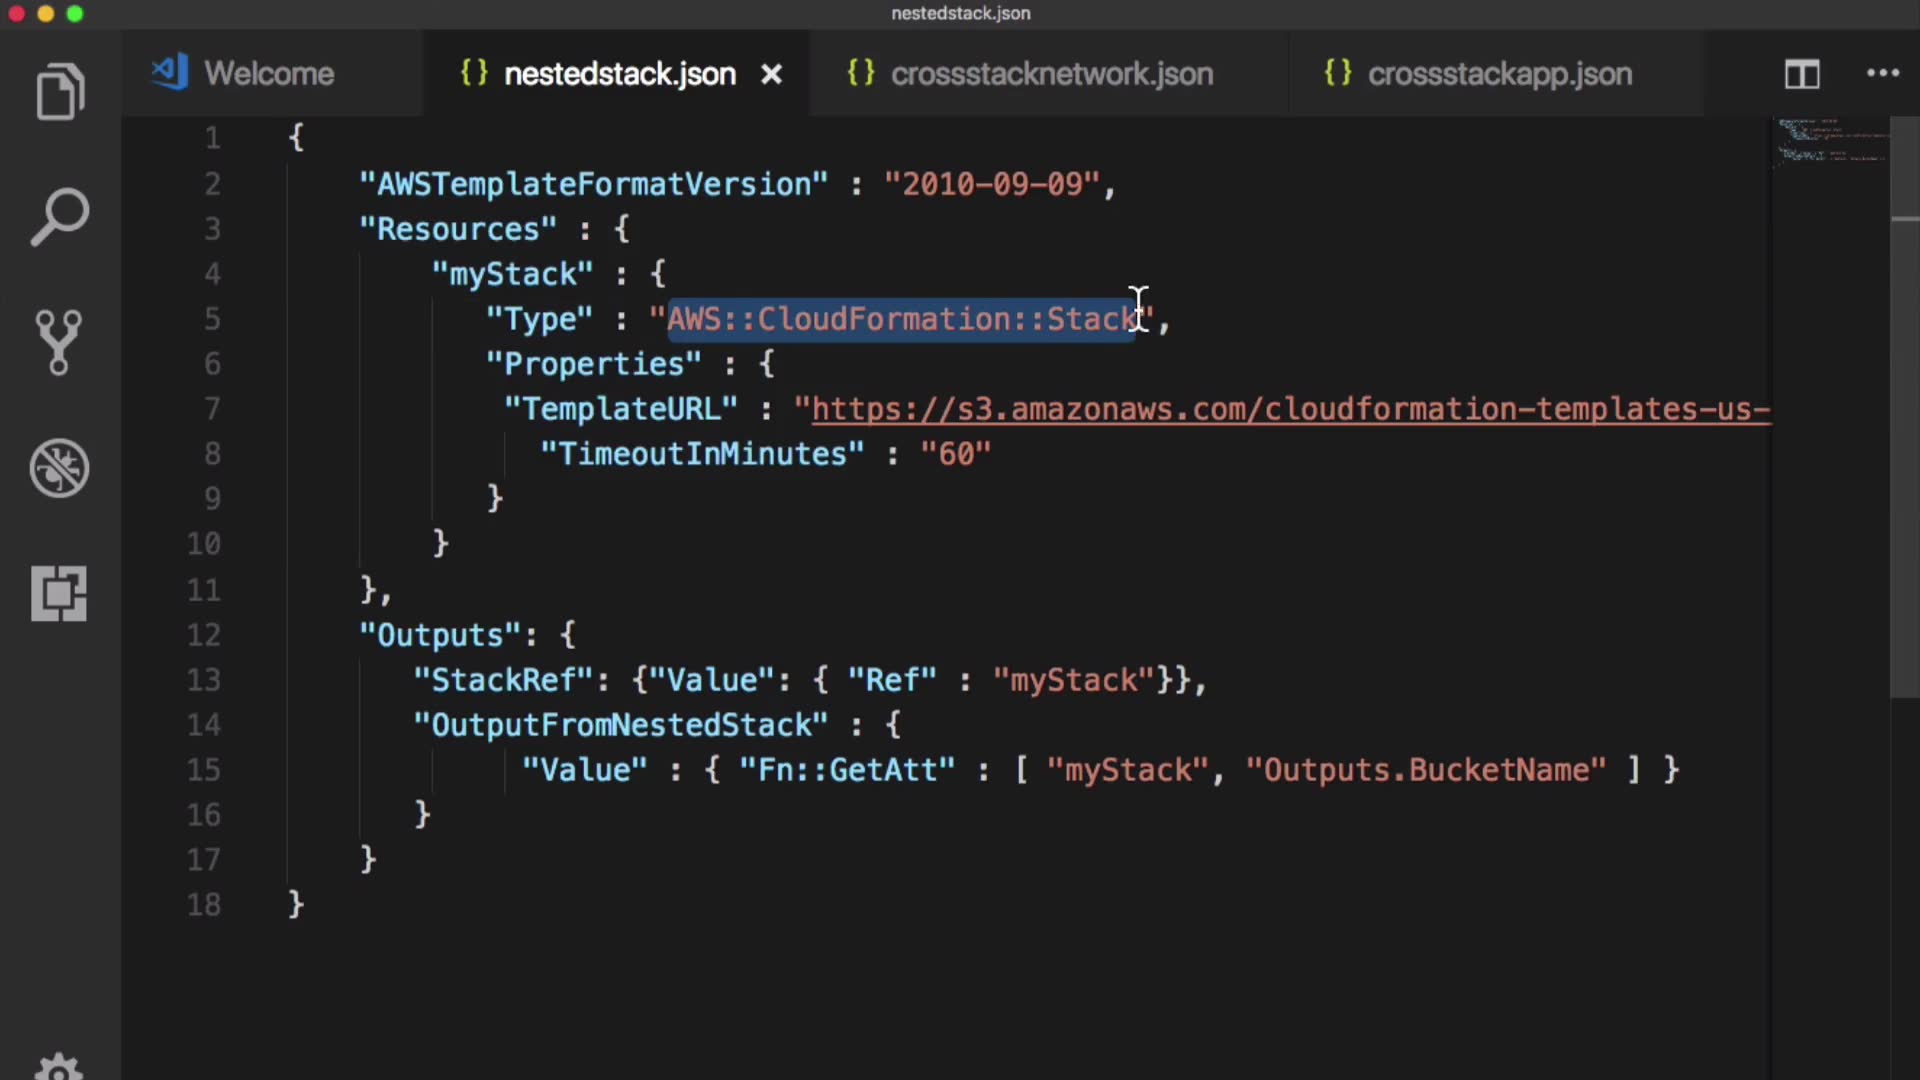 nestedstack.json
Welcome
{} nestedstack.json ×
{} crossstacknetwork.json
{} crossstackapp.json
1 {
2 "AWSTemplateFormatVersion" : "2010-09-09",
3 "Resources" : {
4 "myStack" : {
5 "Type" : "AWS::CloudFormation::Stack",
6 "Properties" : {
7 "TemplateURL" : "https://s3.amazonaws.com/cloudformation-templates-us-
8 "TimeoutInMinutes" : "60"
9 }
10 }
11 },
12 "Outputs": {
13 "StackRef": {"Value": { "Ref" : "myStack"}},
14 "OutputFromNestedStack" : {
15 "Value" : { "Fn::GetAtt" : [ "myStack", "Outputs.BucketName" ] }
16 }
17 }
18 }